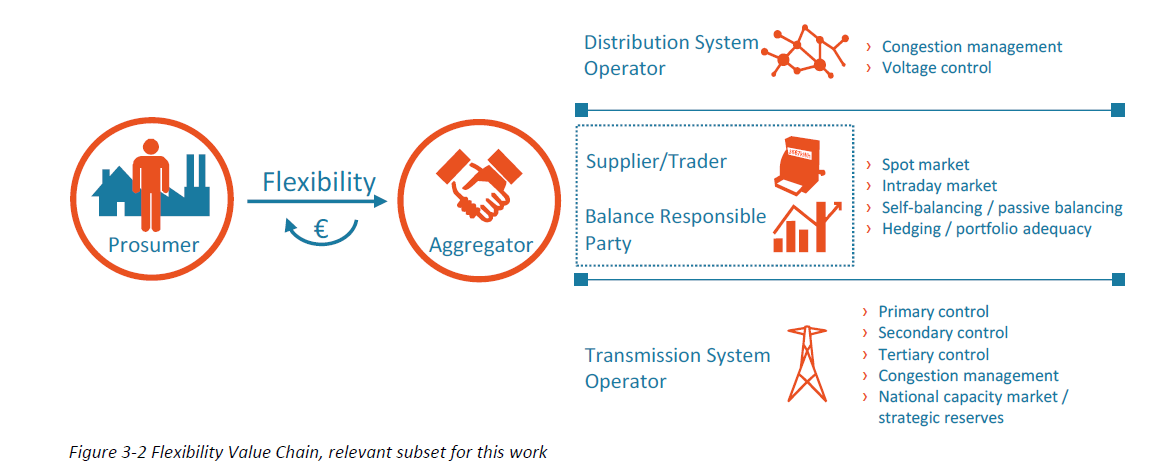 Distribution System
Operator
› Congestion management
› Voltage control
Prosumer
Flexibility
€
Aggregator
Supplier/Trader
Balance Responsible
Party
› Spot market
› Intraday market
› Self-balancing / passive balancing
› Hedging / portfolio adequacy
Transmission System
Operator
› Primary control
› Secondary control
› Tertiary control
› Congestion management
› National capacity market /
strategic reserves
Figure 3-2 Flexibility Value Chain, relevant subset for this work